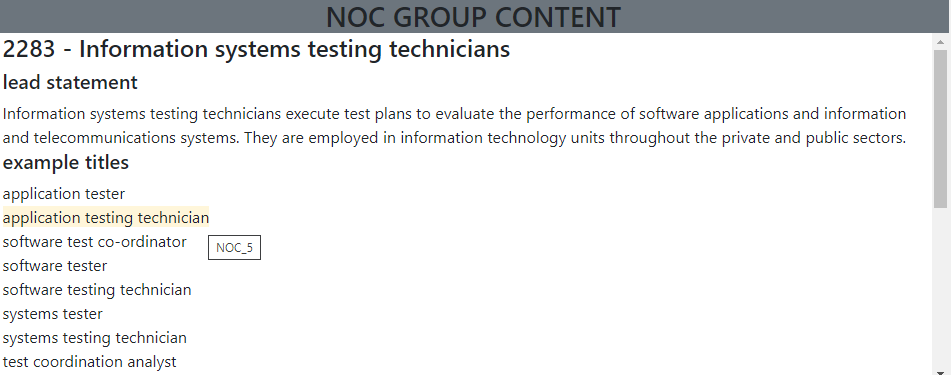 NOC GROUP CONTENT
2283 - Information systems testing technicians
lead statement
Information systems testing technicians execute test plans to evaluate the performance of software applications and information
and telecommunications systems. They are employed in information technology units throughout the private and public sectors.
example titles
application tester
application testing technician
software test co-ordinator
NOC_5
software tester
software testing technician
systems tester
systems testing technician
test coordination analyst